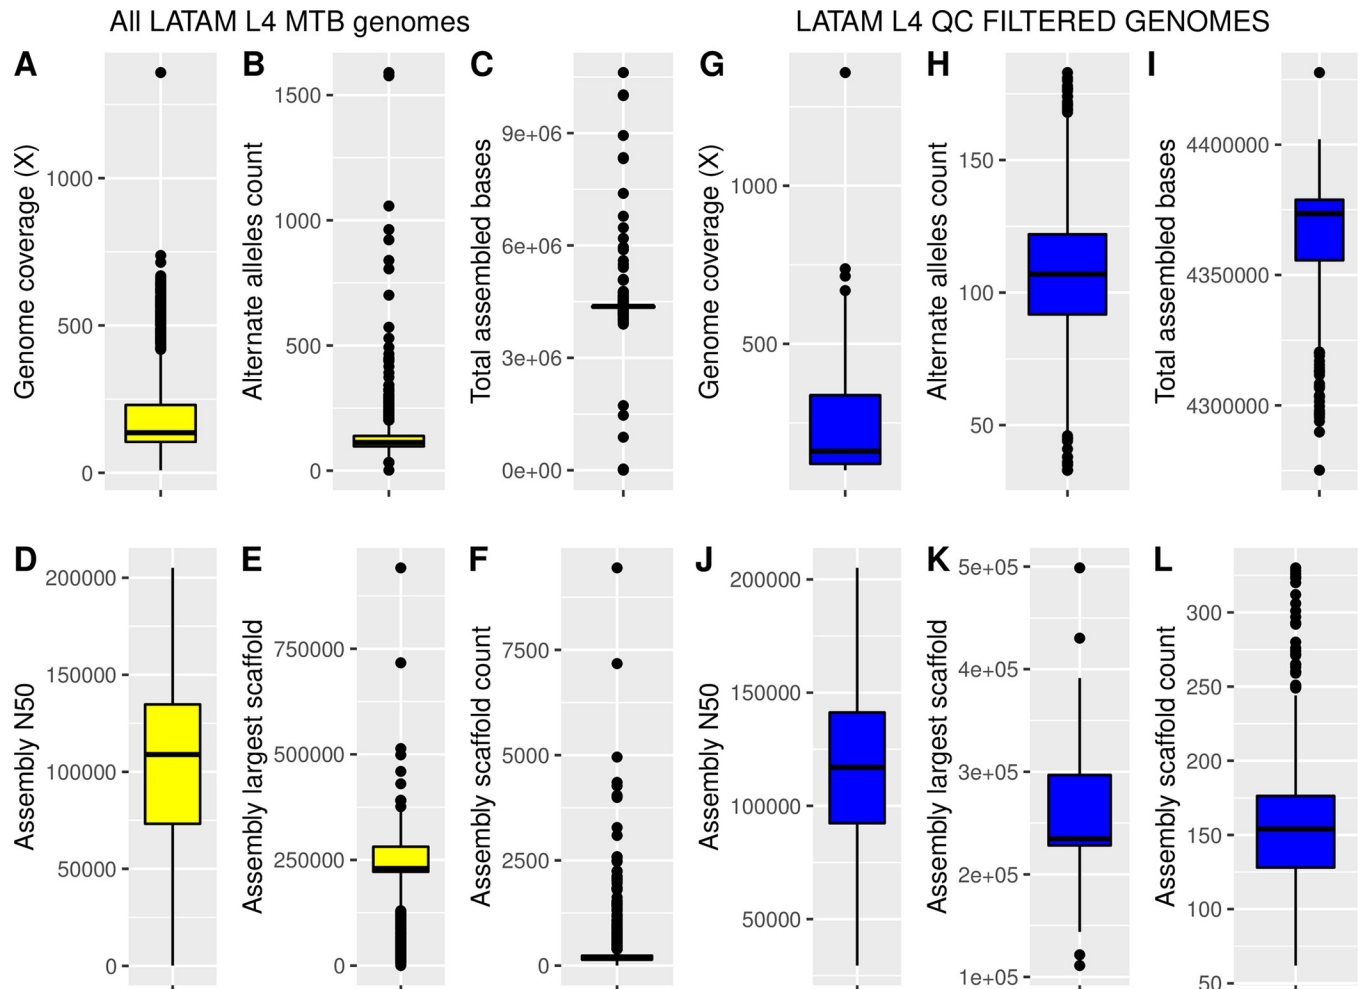 All LATAM L4 MTB genomes
LATAM L4 QC FILTERED GENOMES
A
Genome coverage (X)
1000
500
0
B
Alternate alleles count
1500
1000
500
0
C
Total assembled bases
9e+06
6e+06
3e+06
0e+00
G
Genome coverage (X)
1000
500
H
Alternate alleles count
150
100
50
I
Total assembled bases
4400000
4350000
4300000
D
Assembly N50
200000
150000
100000
50000
0
E
Assembly largest scaffold
750000
500000
250000
0
F
Assembly scaffold count
7500
5000
2500
0
J
Assembly N50
200000
150000
100000
50000
K
Assembly largest scaffold
5e+05
4e+05
3e+05
2e+05
1e+05
L
Assembly scaffold count
300
250
200
150
100
50